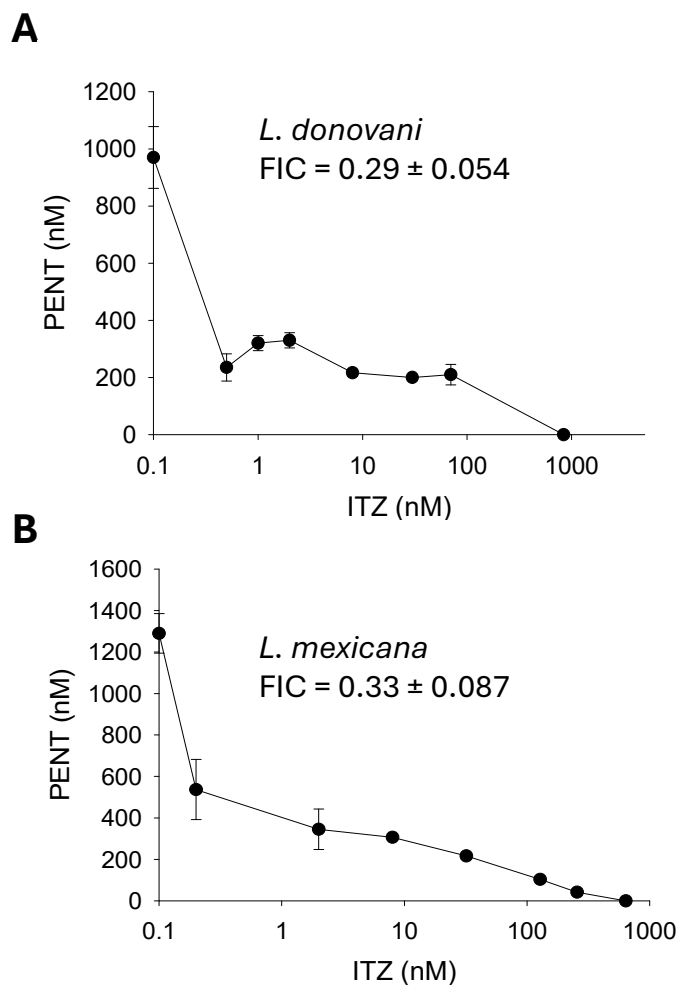 A
1200
1000
800
600
400
200
0
PENT (nM)
L. donovani
FIC = 0.29 ± 0.054
0.1 1 10 100 1000
ITZ (nM)
B
1600
1400
1200
1000
800
600
400
200
0
PENT (nM)
L. mexicana
FIC = 0.33 ± 0.087
0.1 1 10 100 1000
ITZ (nM)